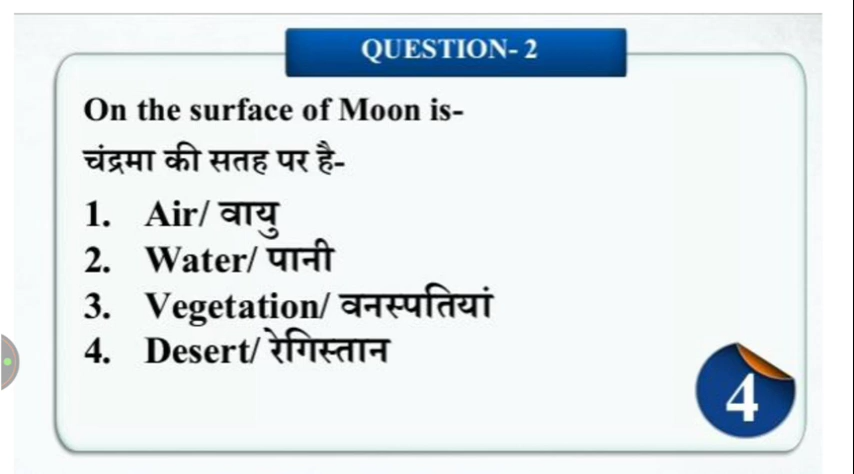 QUESTION- 2
On the surface of Moon is-
चंद्रमा की सतह पर है-
1. Air/ वायु
2. Water/ पानी
3. Vegetation/ वनस्पतियां
4. Desert/ रेगिस्तान
4